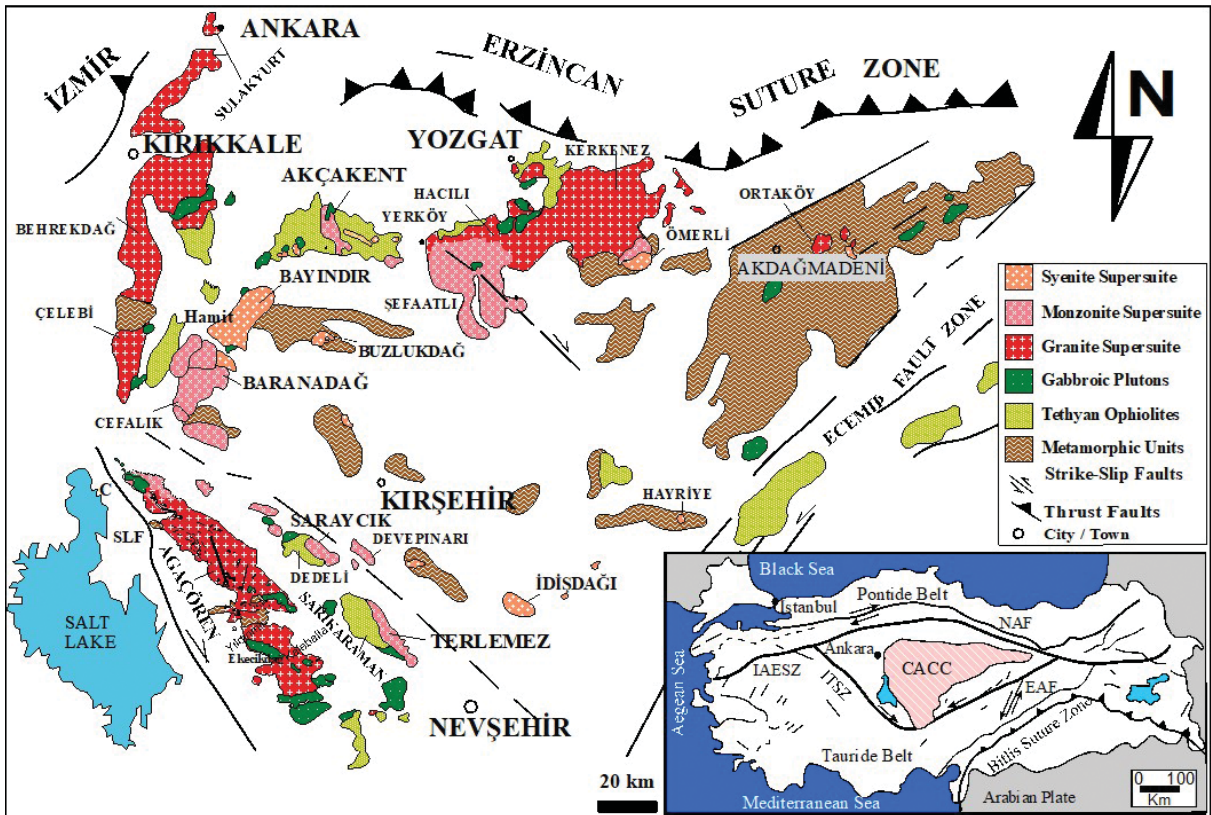 ANKARA
SULAKYURT
İZMİR
ERZİNCAN
SUTURE
ZONE
N
KIRIKKALE
YOZGAT
KERKENEZ
AKÇAKENT
HACILI
ORTAKÖY
YERKÖY
BEHREKDAĞ
ÖMERLİ
AKDAĞMADENİ
BAYINDIR
ŞEFAATLİ
ÇELEBİ
Hamit
BUZLUKDAĞ
BARANADAĞ
CEFALIK
ECEMİÞ FAULT ZONE
Syenite Supersuite
Monzonite Supersuite
Granite Supersuite
Gabbroic Plutons
Tethyan Ophiolites
Metamorphic Units
Strike-Slip Faults
Thrust Faults
City / Town
C
KIRŞEHİR
HAYRİYE
SLF
SARAYCIK
DEVEPINARI
AGAÇÖREN
DEDELİ
İDİŞDAĞI
SALT
LAKE
SARIKARAMAN
TERLEMEZ
Ekecikdağ
NEVŞEHİR
20 km
Black Sea
Istanbul
Pontide Belt
NAF
Ankara
Aegean Sea
IAESZ
ITSZ
CACC
EAF
Bitlis Suture Zone
Tauride Belt
Mediterranean Sea
Arabian Plate
0 100
Km